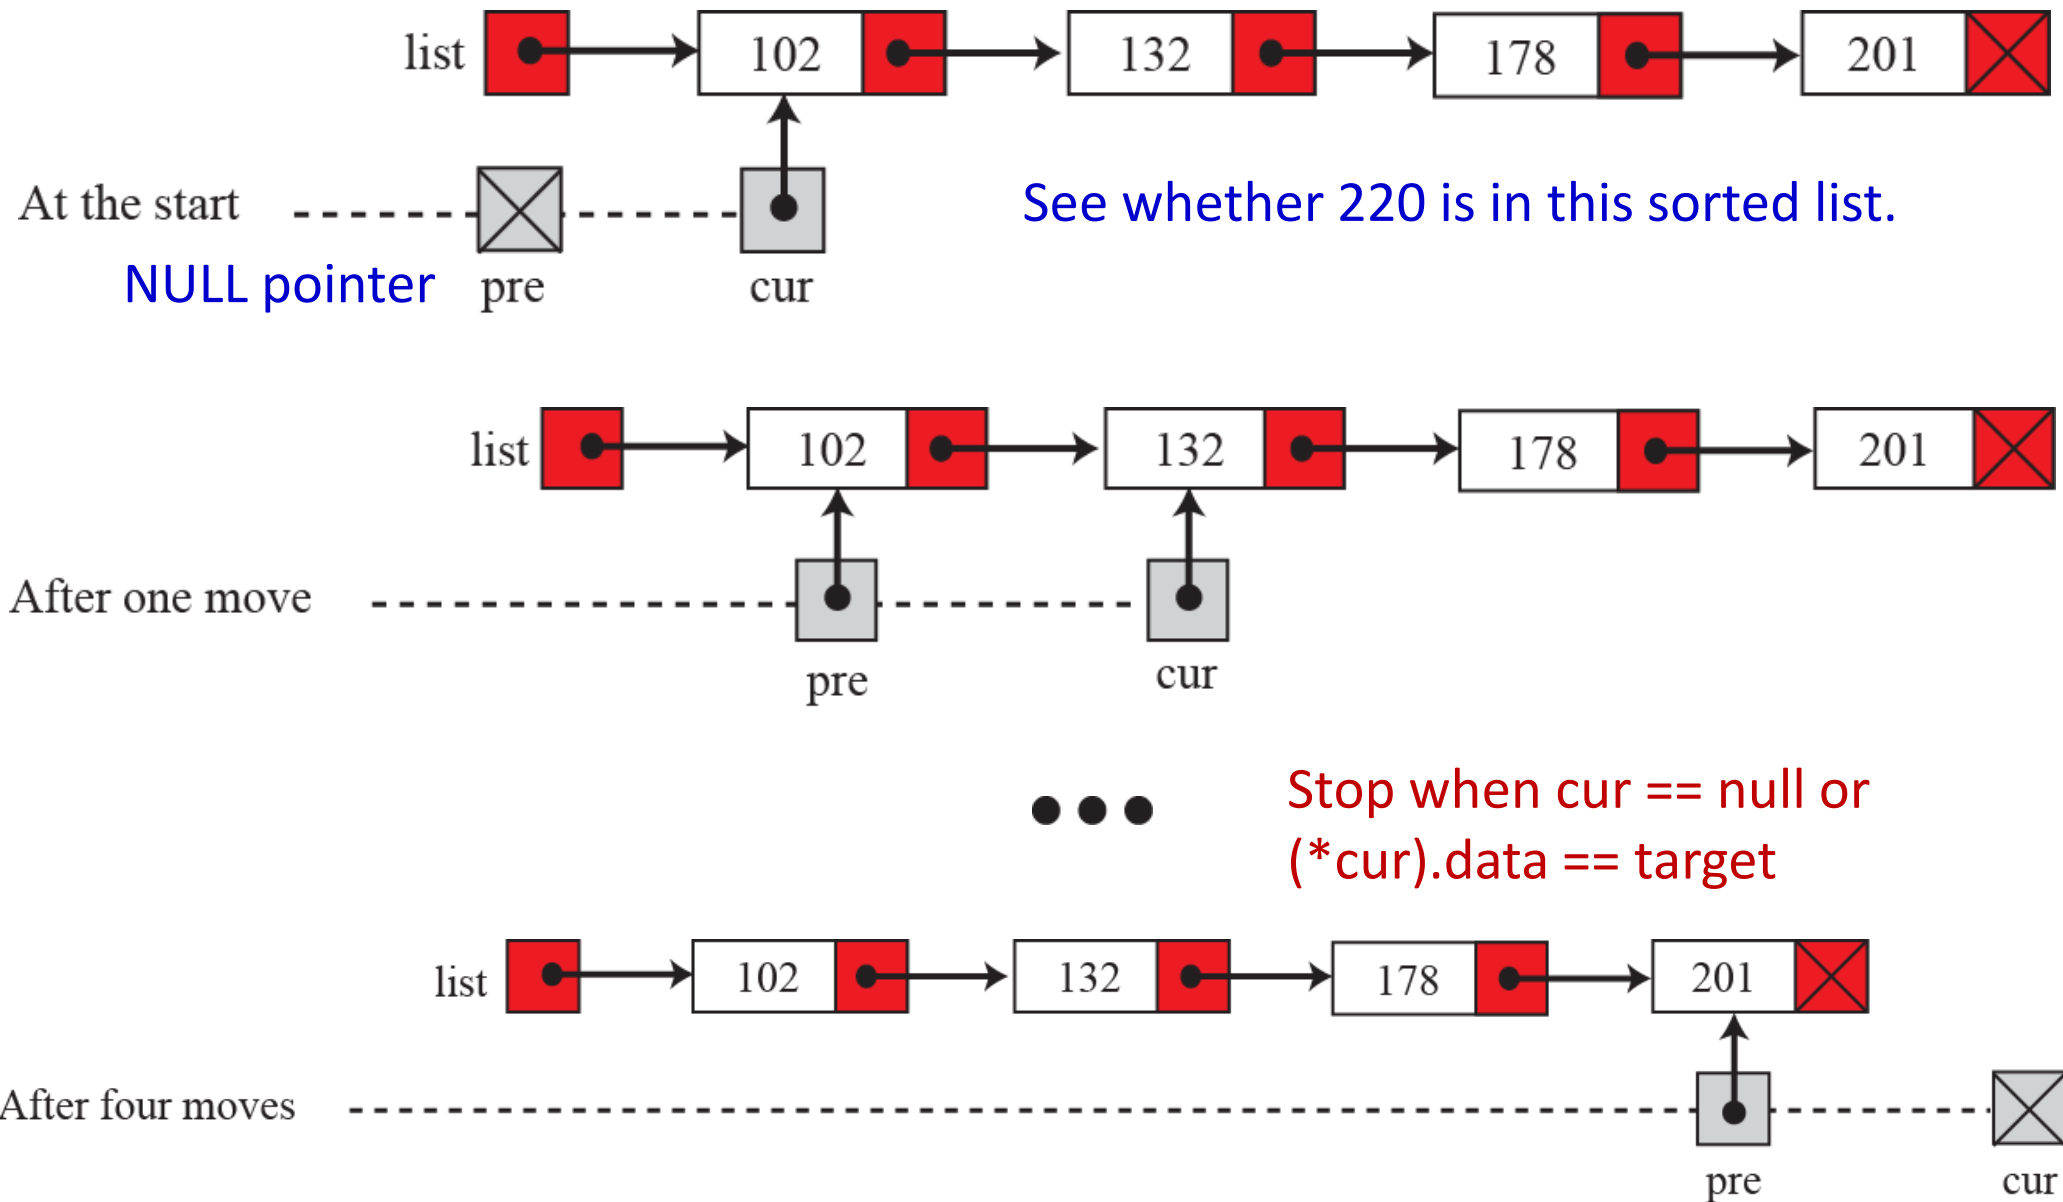 list 102 132 178 201
At the start
See whether 220 is in this sorted list.
NULL pointer pre cur
list 102 132 178 201
After one move
pre cur
Stop when cur == null or
(*cur).data == target
list 102 132 178 201
After four moves
pre cur